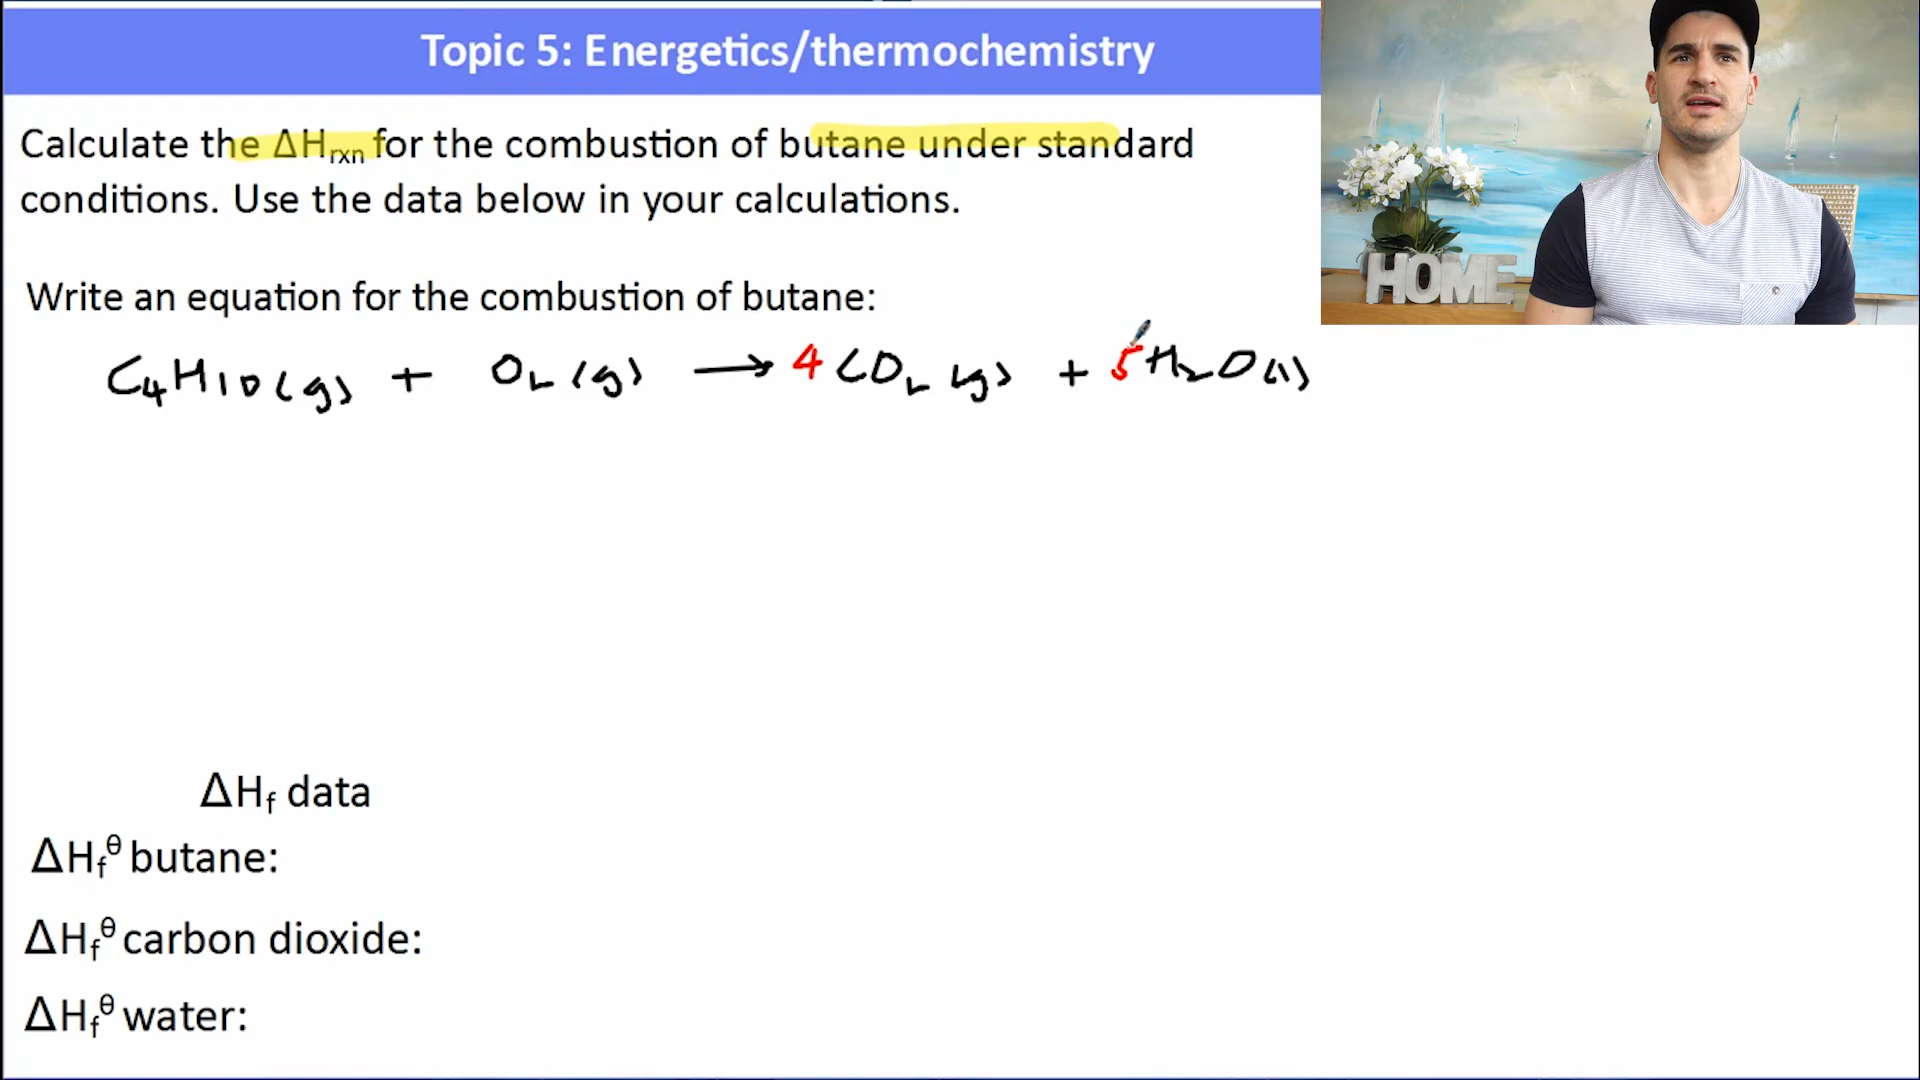 Topic 5: Energetics/thermochemistry
Calculate the ΔHrxn for the combustion of butane under standard
conditions. Use the data below in your calculations.
HOME
Write an equation for the combustion of butane:
C4H10(g) + O2(g) → 4CO2(g) + 5H2O(l)
ΔHf data
ΔHfθ butane:
ΔHfθ carbon dioxide:
ΔHfθ water: